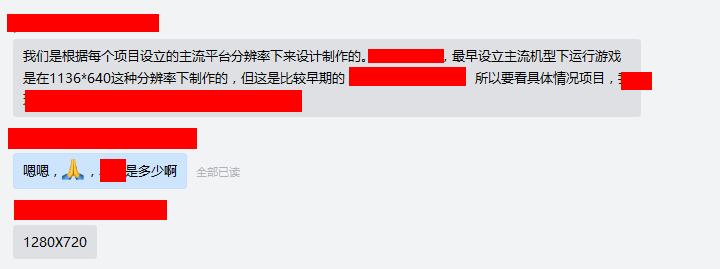 我们是根据每个项目设立的主流平台分辨率下来设计制作的。 ，最早设立主流机型下运行游戏
是在1136*640这种分辨率下制作的，但这是比较早期的 所以要看具体情况项目，
嗯嗯，🙏，是多少啊 全部已读
1280X720